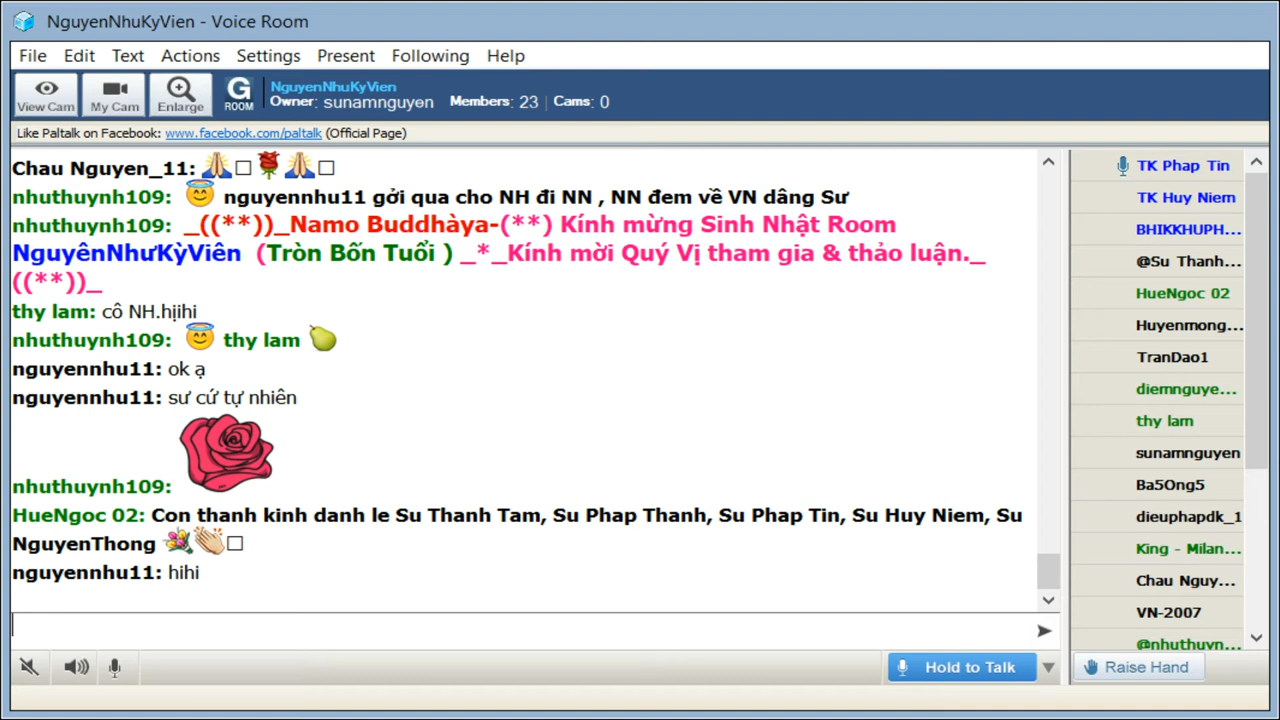 NguyenNhuKyVien - Voice Room
File Edit Text Actions Settings Present Following Help
View Cam My Cam Enlarge G ROOM
NguyenNhuKyVien
Owner: sunamnguyen Members: 23 Cams: 0
Like Paltalk on Facebook: www.facebook.com/paltalk (Official Page)
Chau Nguyen_11:
nhuthuynh109: nguyennhu11 gởi qua cho NH đi NN , NN đem về VN dâng Sư
nhuthuynh109: _((**))_Namo Buddhàya-(**) Kính mừng Sinh Nhật Room
NguyênNhưKỳViên (Tròn Bốn Tuổi ) _*_Kính mời Quý Vị tham gia & thảo luận._
((**))_
thy lam: cô NH.hịihi
nhuthuynh109: thy lam
nguyennhu11: ok ạ
nguyennhu11: sư cứ tự nhiên
nhuthuynh109:
HueNgoc 02: Con thanh kinh danh le Su Thanh Tam, Su Phap Thanh, Su Phap Tin, Su Huy Niem, Su
NguyenThong
nguyennhu11: hihi
Hold to Talk
TK Phap Tin
TK Huy Niem
BHIKKHUPH...
@Su Thanh...
HueNgoc 02
Huyenmong...
TranDao1
diemnguye...
thy lam
sunamnguyen
Ba5Ong5
dieuphapdk_1
King - Milan...
Chau Nguy...
VN-2007
@nhuthuyn...
Raise Hand